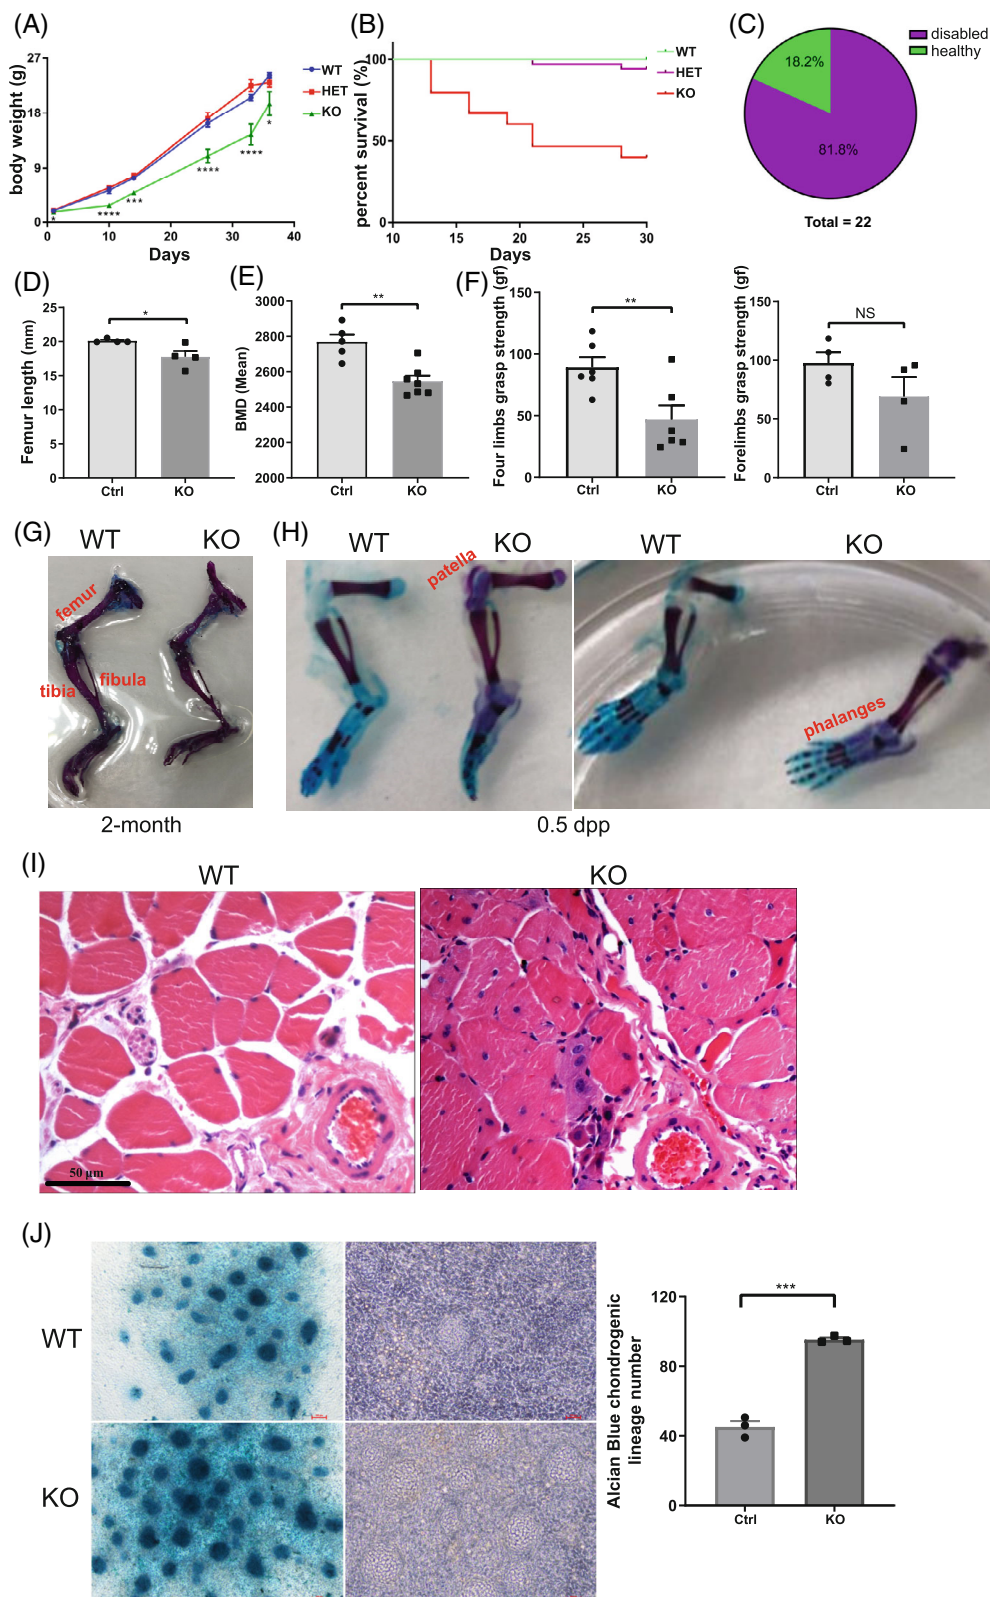 (A)
body weight (g)
27
18
9
0
0
10
20
30
40
Days
WT
HET
KO
*
****
***
****
****
*
(B)
percent survival (%)
100
50
0
10
15
20
25
30
Days
WT
HET
KO
(C)
disabled
healthy
18.2%
81.8%
Total = 22
(D)
Femur length (mm)
25
20
15
10
5
0
*
Ctrl
KO
(E)
BMD (Mean)
3000
2800
2600
2400
2200
2000
**
Ctrl
KO
(F)
Four limbs grasp strength (gf)
150
100
50
0
**
Ctrl
KO
Forelimbs grasp strength (gf)
150
100
50
0
NS
Ctrl
KO
(G)
WT
KO
femur
tibia
fibula
2-month
(H)
WT
KO
patella
WT
KO
phalanges
0.5 dpp
(I)
WT
KO
50 μm
(J)
WT
KO
Alcian Blue chondrogenic
lineage number
120
80
40
0
***
Ctrl
KO